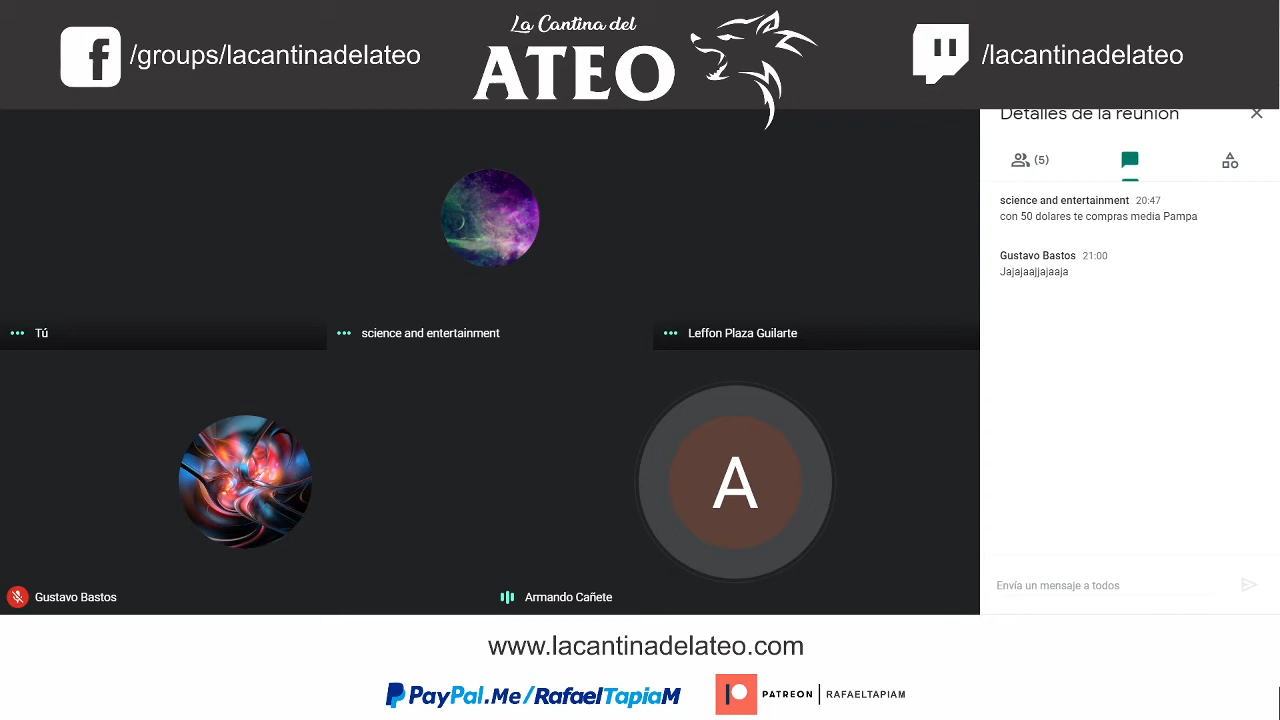 /groups/lacantinadelateo
La Cantina del
ATEO
/lacantinadelateo
Detalles de la reunión
(5)
science and entertainment 20:47
con 50 dolares te compras media Pampa
Gustavo Bastos 21:00
Jajajaajjajaaja
Tú
science and entertainment
Leffon Plaza Guilarte
A
Gustavo Bastos
Armando Cañete
Envía un mensaje a todos
www.lacantinadelateo.com
PayPal.Me/RafaelTapiaM
PATREON | RAFAELTAPIAM